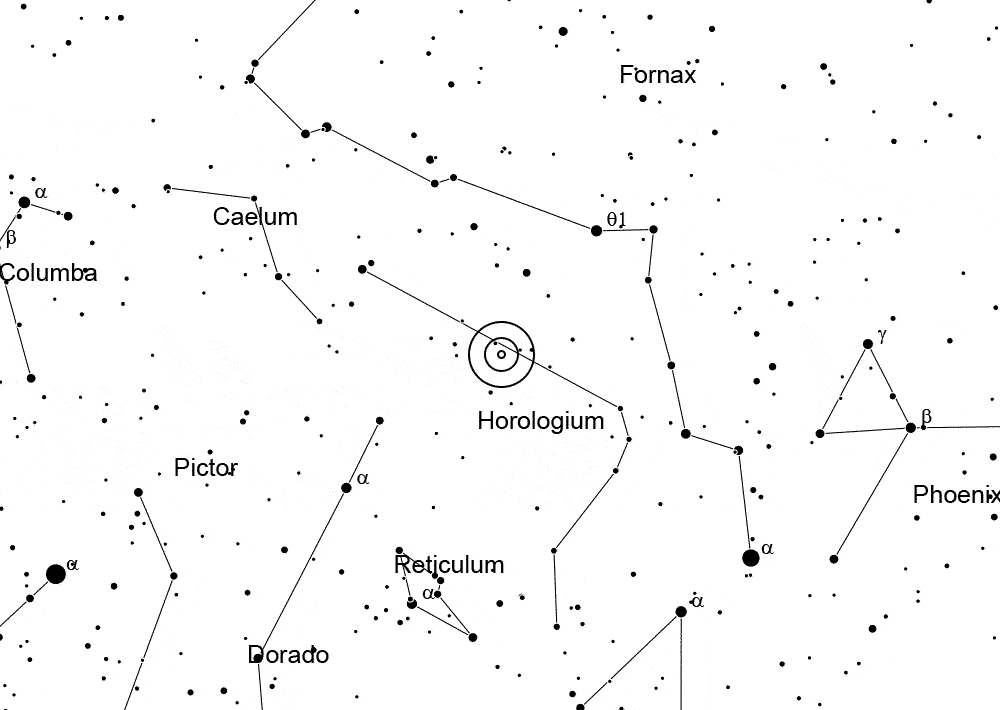 Fornax
α
Caelum
θ1
β
Columba
γ
Horologium
β
Pictor
α
Phoenix
α
α
Reticulum
α
α
Dorado